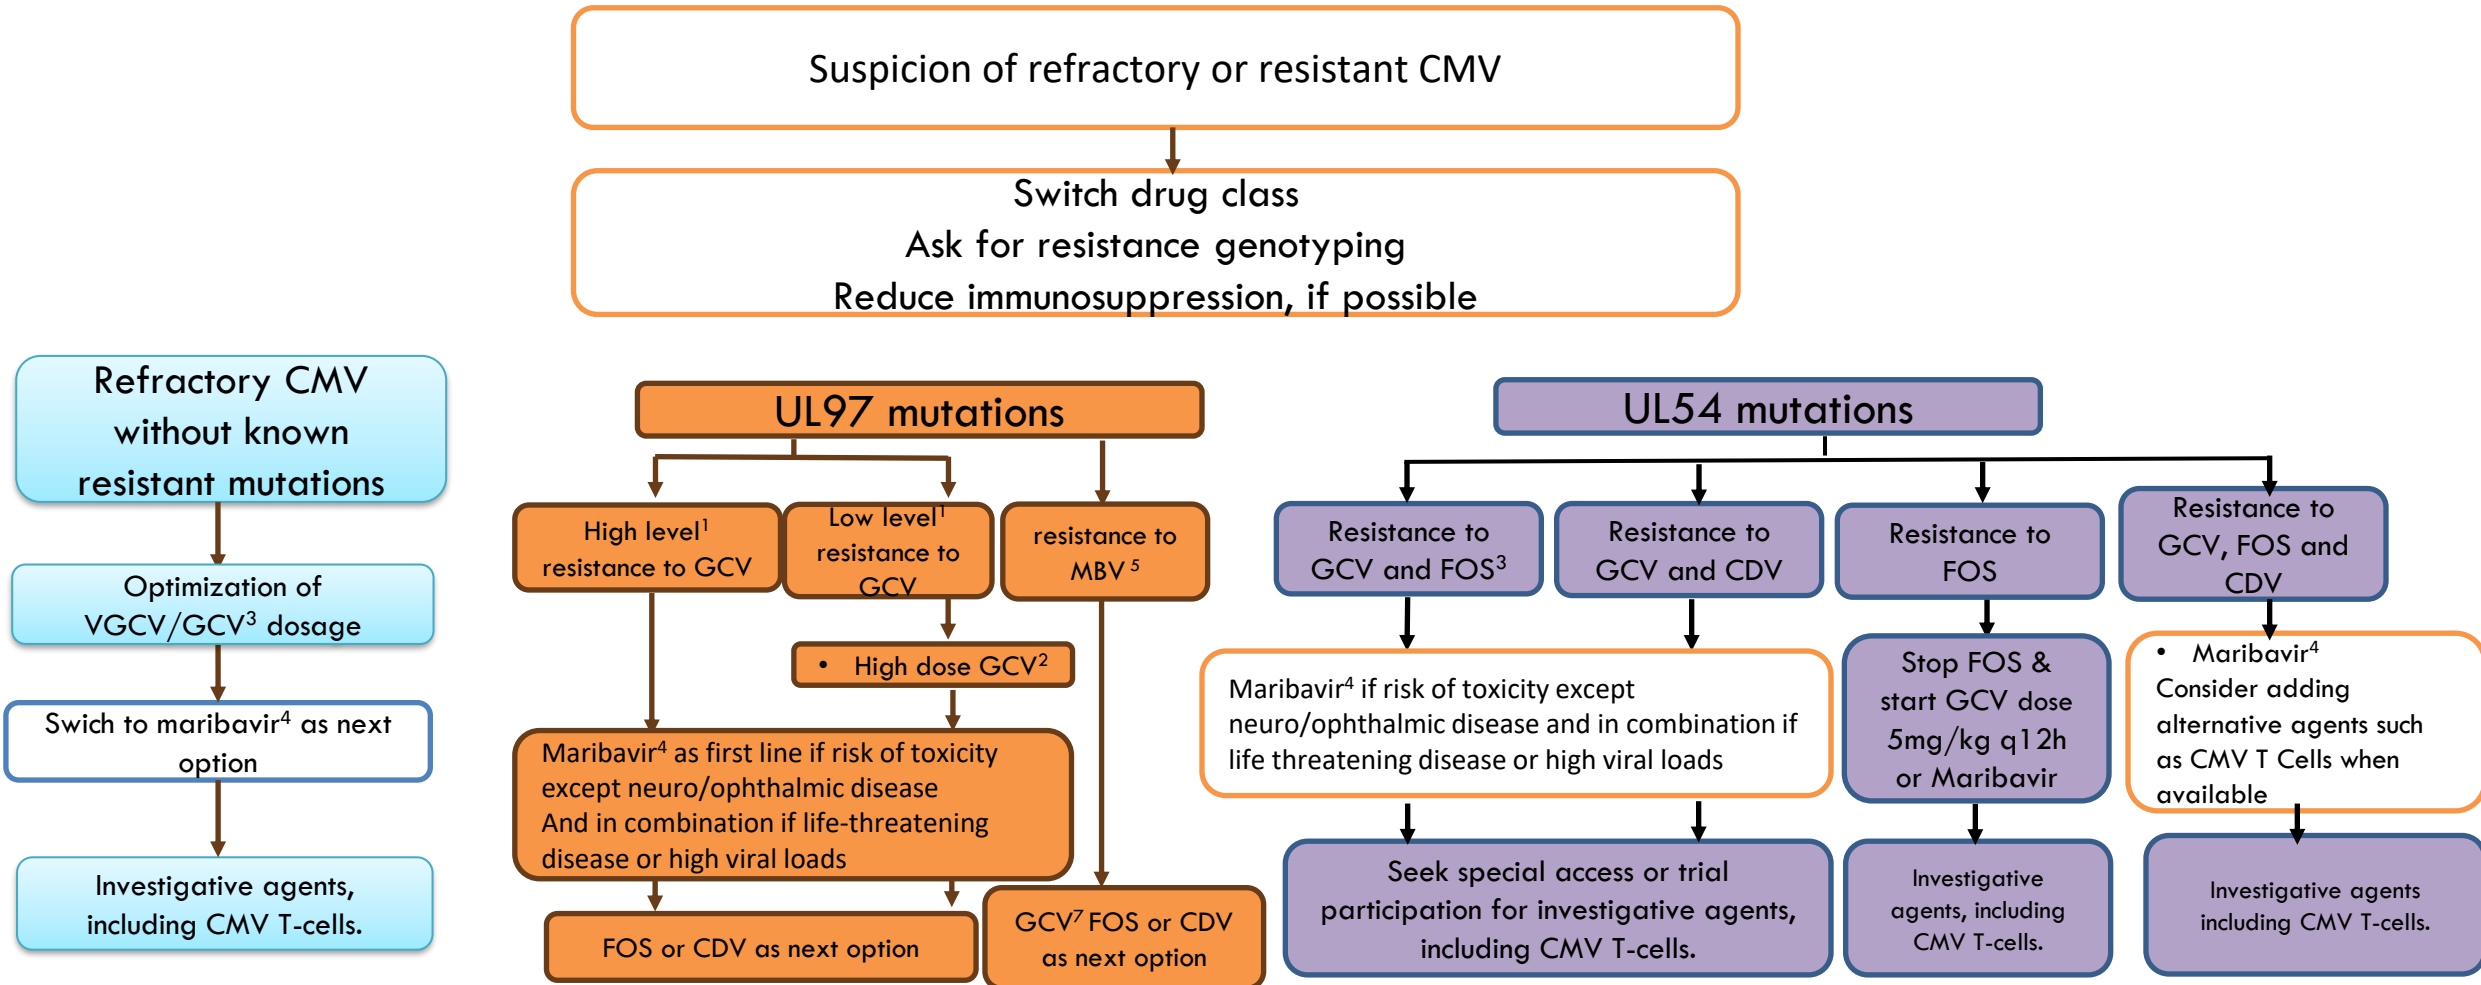 Suspicion of refractory or resistant CMV
Switch drug class
Ask for resistance genotyping
Reduce immunosuppression, if possible
Refractory CMV
without known
resistant mutations
Optimization of
VGCV/GCV³ dosage
Swich to maribavir⁴ as next
option
Investigative agents,
including CMV T-cells.
UL97 mutations
High level¹
resistance to GCV
Low level¹
resistance to
GCV
resistance to
MBV ⁵
• High dose GCV²
Maribavir⁴ as first line if risk of toxicity
except neuro/ophthalmic disease
And in combination if life-threatening
disease or high viral loads
FOS or CDV as next option
GCV⁷ FOS or CDV
as next option
UL54 mutations
Resistance to
GCV and FOS³
Resistance to
GCV and CDV
Resistance to
FOS
Resistance to
GCV, FOS and
CDV
Maribavir⁴ if risk of toxicity except
neuro/ophthalmic disease and in combination if
life threatening disease or high viral loads
Stop FOS &
start GCV dose
5mg/kg q12h
or Maribavir
• Maribavir⁴
Consider adding
alternative agents such
as CMV T Cells when
available
Seek special access or trial
participation for investigative agents,
including CMV T-cells.
Investigative
agents, including
CMV T-cells.
Investigative agents
including CMV T-cells.